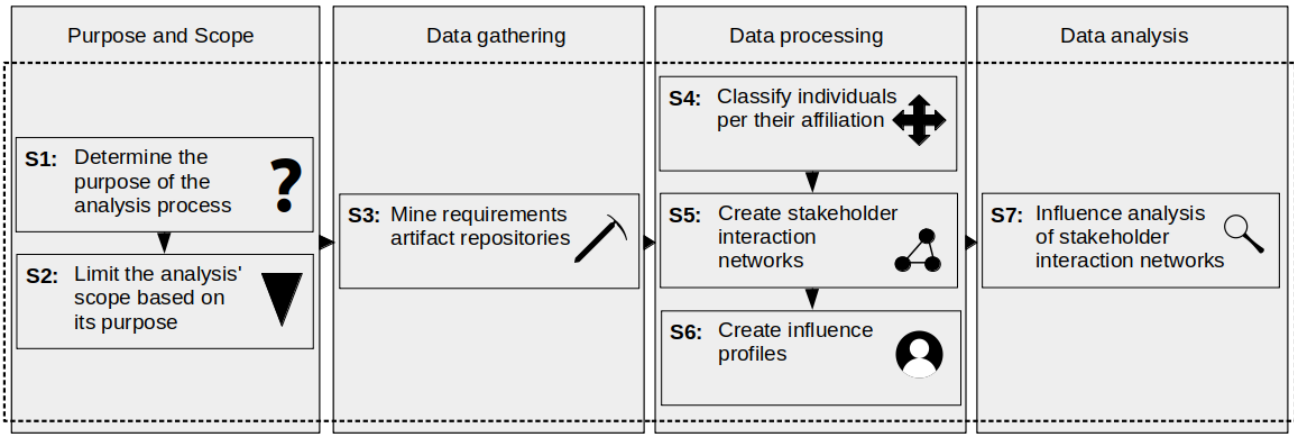 Purpose and Scope
S1: Determine the
purpose of the
analysis process
?
S2: Limit the analysis'
scope based on
its purpose
Data gathering
S3: Mine requirements
artifact repositories
Data processing
S4: Classify individuals
per their affiliation
S5: Create stakeholder
interaction
networks
S6: Create influence
profiles
Data analysis
S7: Influence analysis
of stakeholder
interaction networks